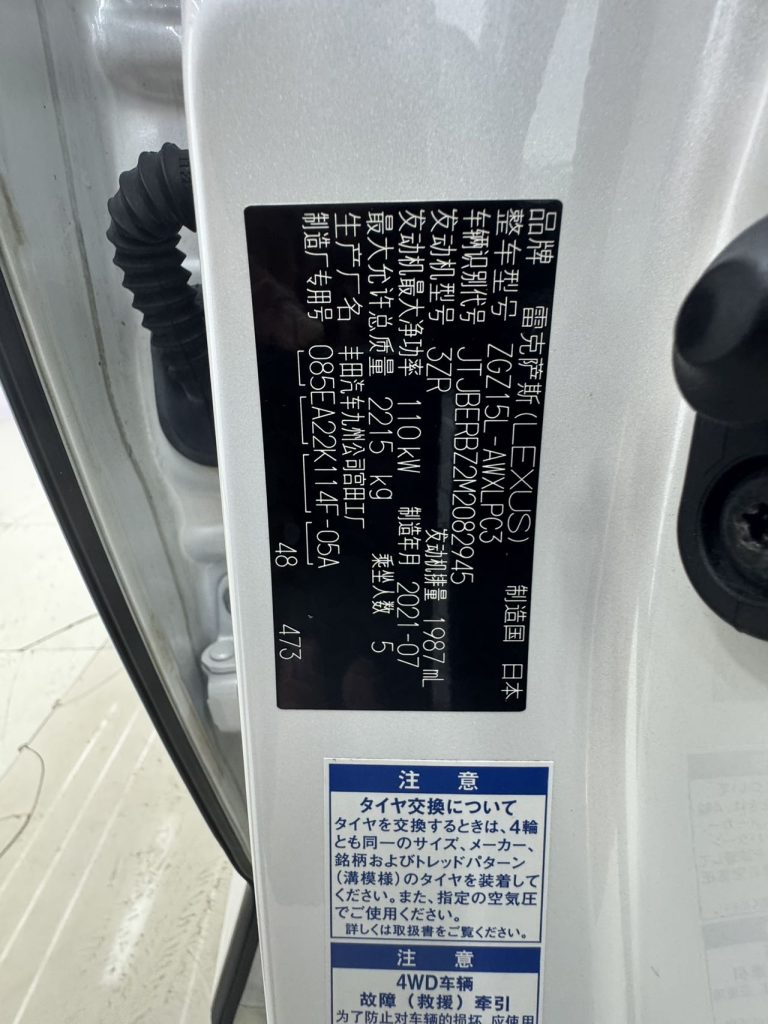 品牌 雷克萨斯(LEXUS) 制造国 日本
整车型号 ZGZ15L-AWXLPC3
车辆识别代号 JTJBERBZ2M2082945
发动机型号 3ZR 发动机排量 1987 mL
发动机最大净功率 110 kW 制造年月 2021-07
最大允许总质量 2215 kg 乘坐人数 5
生产厂名 丰田汽车九州公司宫田工厂
制造厂专用号 085EA22K114F-05A
48 473
注 意
タイヤ交換について
タイヤを交換するときは、4輪
とも同一のサイズ、メーカー、
銘柄およびトレッドパターン
(溝模様)のタイヤを装着して
ください。また、指定の空気圧
でご使用ください。
詳しくは取扱書をご覧ください。
注 意
4WD车辆
故障(救援)牵引
为了防止对车辆的损坏,应使用